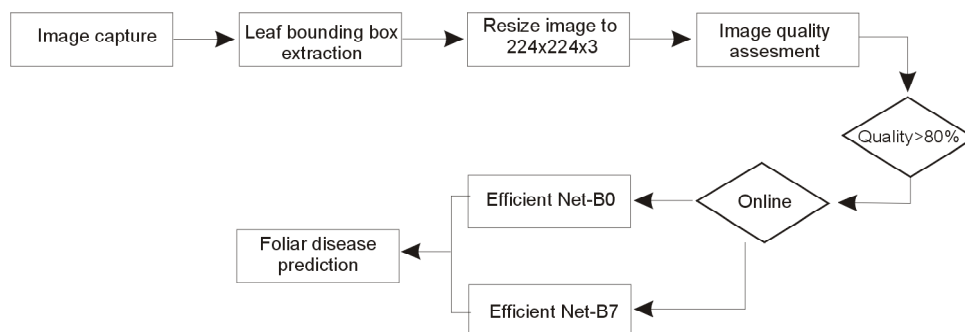 Image capture
Leaf bounding box
extraction
Resize image to
224x224x3
Image quality
assesment
Quality>80%
Online
Efficient Net-B0
Foliar disease
prediction
Efficient Net-B7